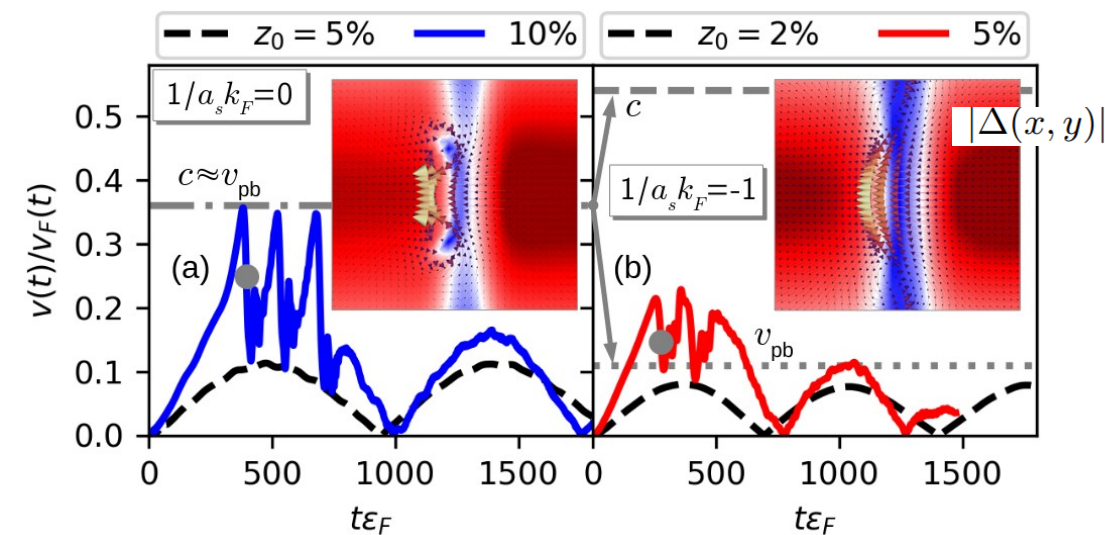 z₀ = 5% 10% z₀ = 2% 5%
1/aₛk_F=0
c
|Δ(x, y)|
c≈v_pb
1/aₛk_F=-1
(a) (b)
v_pb
v(t)/v_F(t)
0.5
0.4
0.3
0.2
0.1
0.0
0 500 1000 1500 0 500 1000 1500
tε_F tε_F